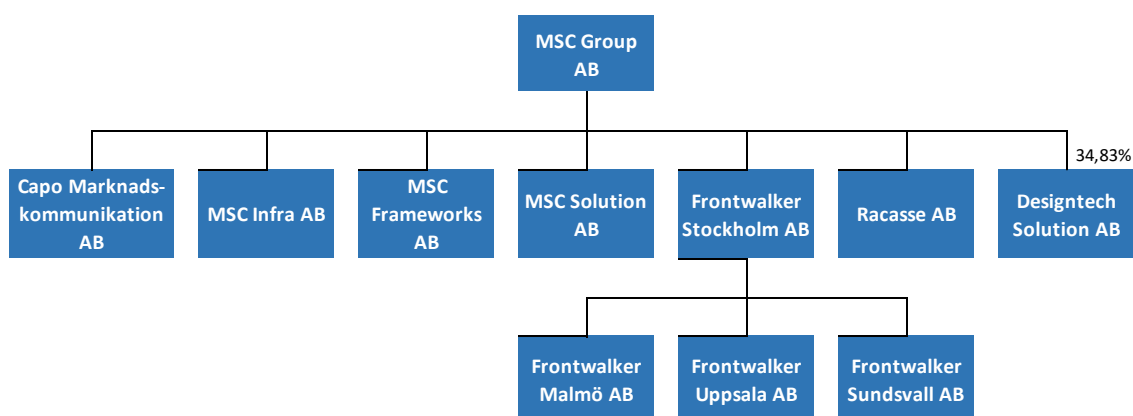 MSC Group
AB
34,83%
Capo Marknads-
kommunikation
AB
MSC Infra AB
MSC
Frameworks
AB
MSC Solution
AB
Frontwalker
Stockholm AB
Racasse AB
Designtech
Solution AB
Frontwalker
Malmö AB
Frontwalker
Uppsala AB
Frontwalker
Sundsvall AB